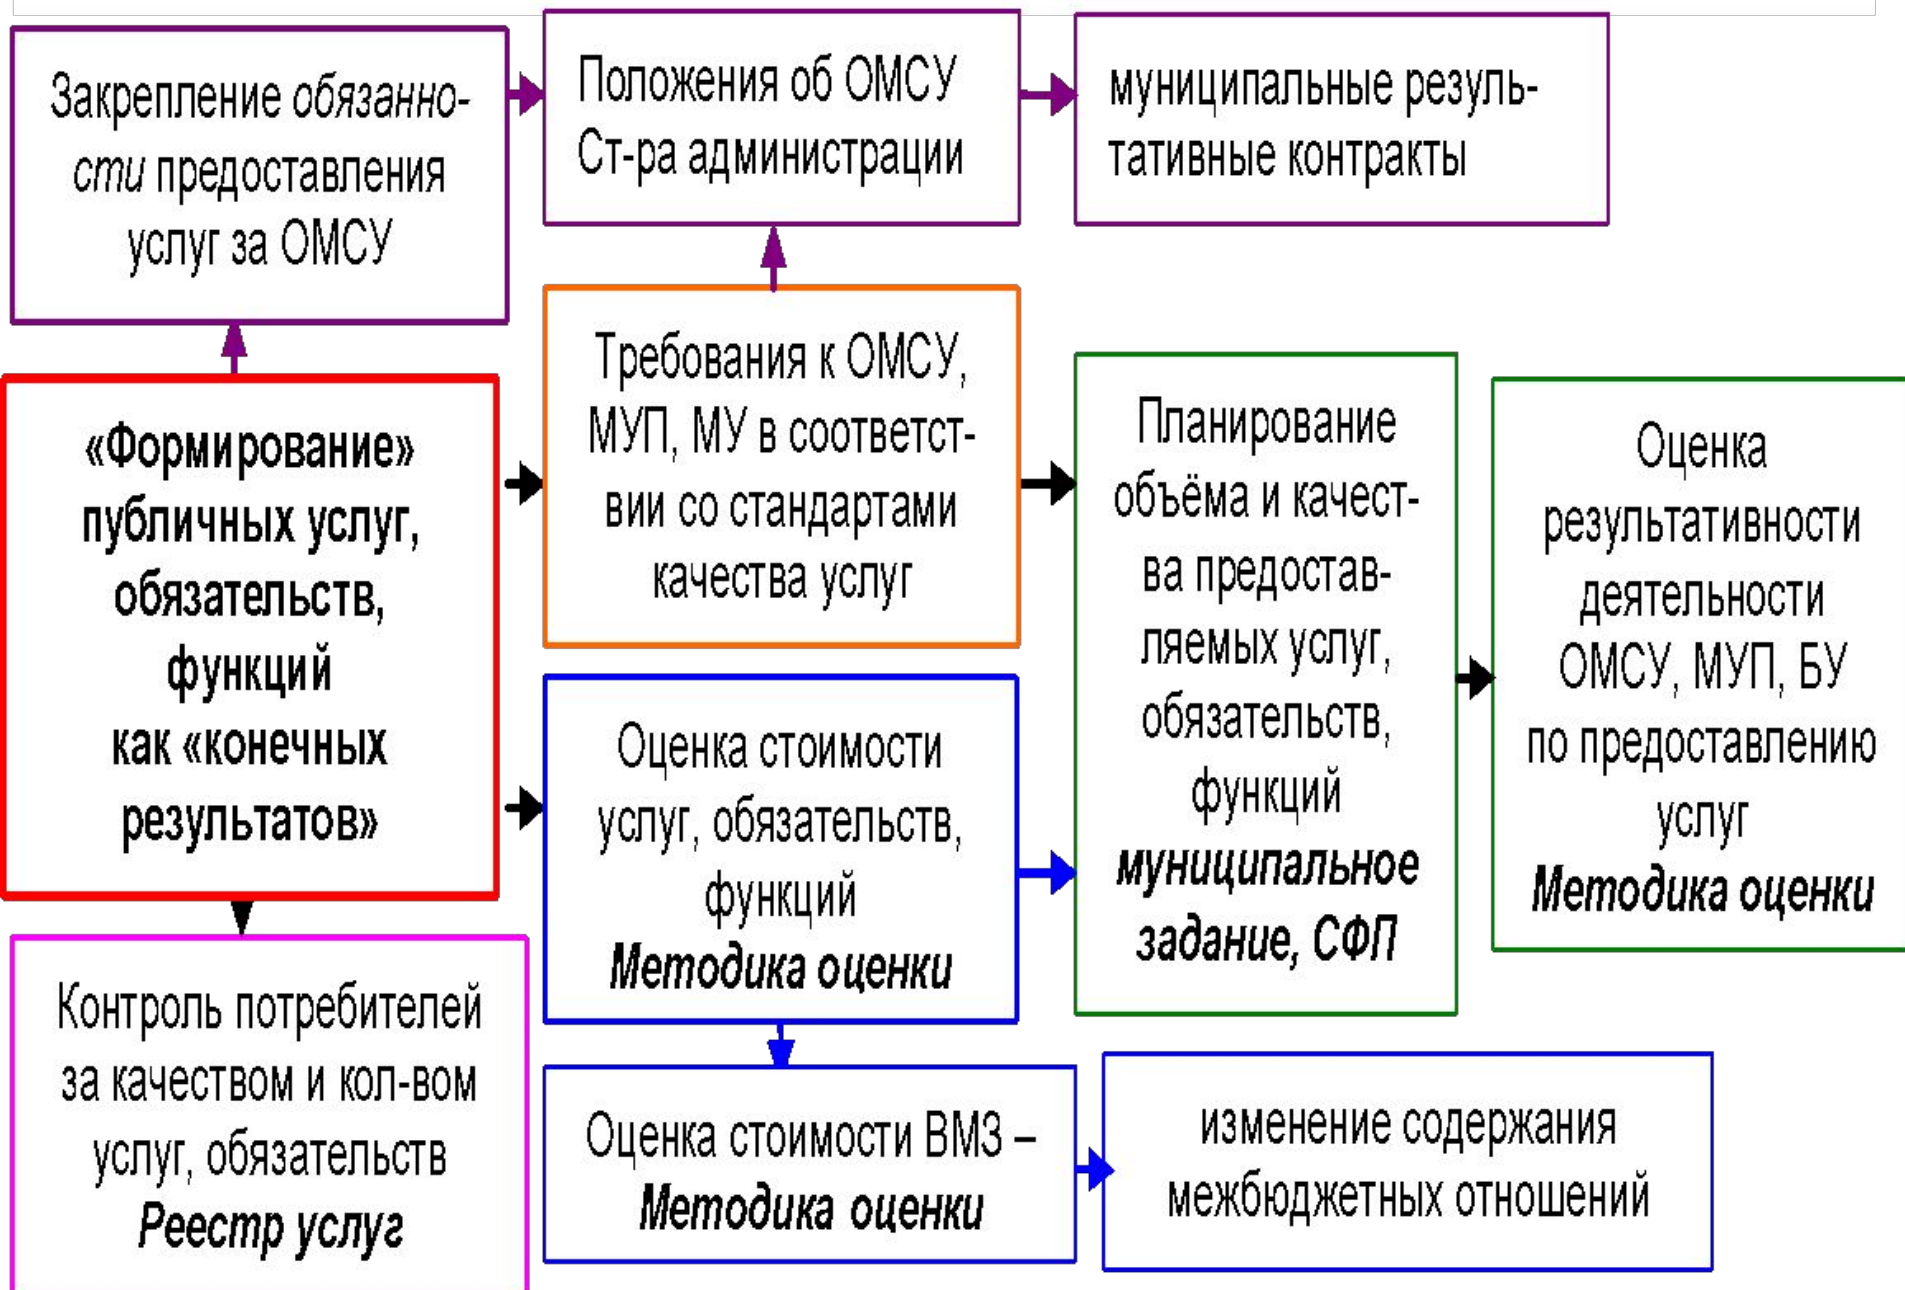 Закрепление обязанно-
сти предоставления
услуг за ОМСУ
Положения об ОМСУ
Ст-ра администрации
муниципальные резуль-
тативные контракты
«Формирование»
публичных услуг,
обязательств,
функций
как «конечных
результатов»
Требования к ОМСУ,
МУП, МУ в соответст-
вии со стандартами
качества услуг
Планирование
объёма и качест-
ва предостав-
ляемых услуг,
обязательств,
функций
муниципальное
задание, СФП
Оценка
результативности
деятельности
ОМСУ, МУП, БУ
по предоставлению
услуг
Методика оценки
Оценка стоимости
услуг, обязательств,
функций
Методика оценки
Контроль потребителей
за качеством и кол-вом
услуг, обязательств
Реестр услуг
Оценка стоимости ВМЗ –
Методика оценки
изменение содержания
межбюджетных отношений